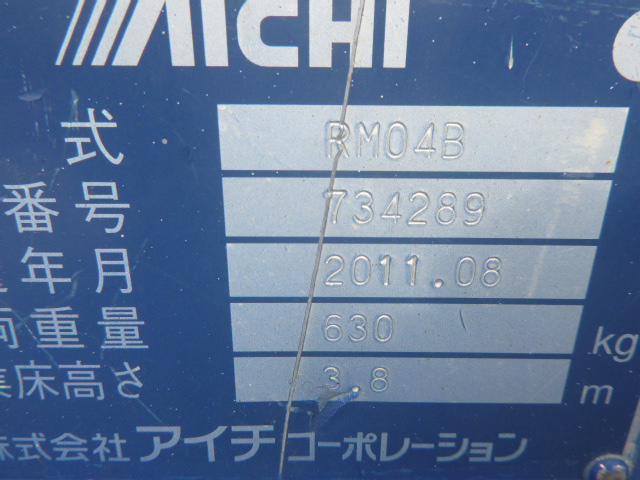 AICHI
式 RM04B
番号 734289
年月 2011.08
両重量 630 kg
床高さ 3.8 m
株式会社 アイチコーポレーション